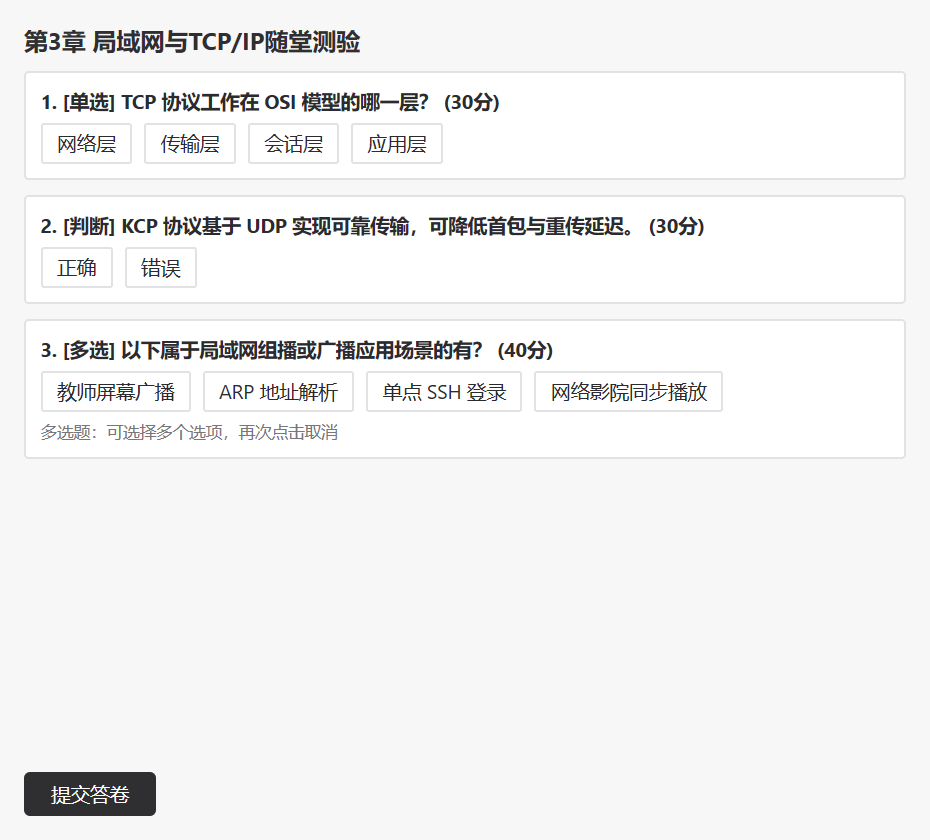 第3章 局域网与TCP/IP随堂测验
1. [单选] TCP 协议工作在 OSI 模型的哪一层？ (30分)
网络层 传输层 会话层 应用层
2. [判断] KCP 协议基于 UDP 实现可靠传输，可降低首包与重传延迟。 (30分)
正确 错误
3. [多选] 以下属于局域网组播或广播应用场景的有？ (40分)
教师屏幕广播 ARP 地址解析 单点 SSH 登录 网络影院同步播放
多选题：可选择多个选项，再次点击取消
提交答卷